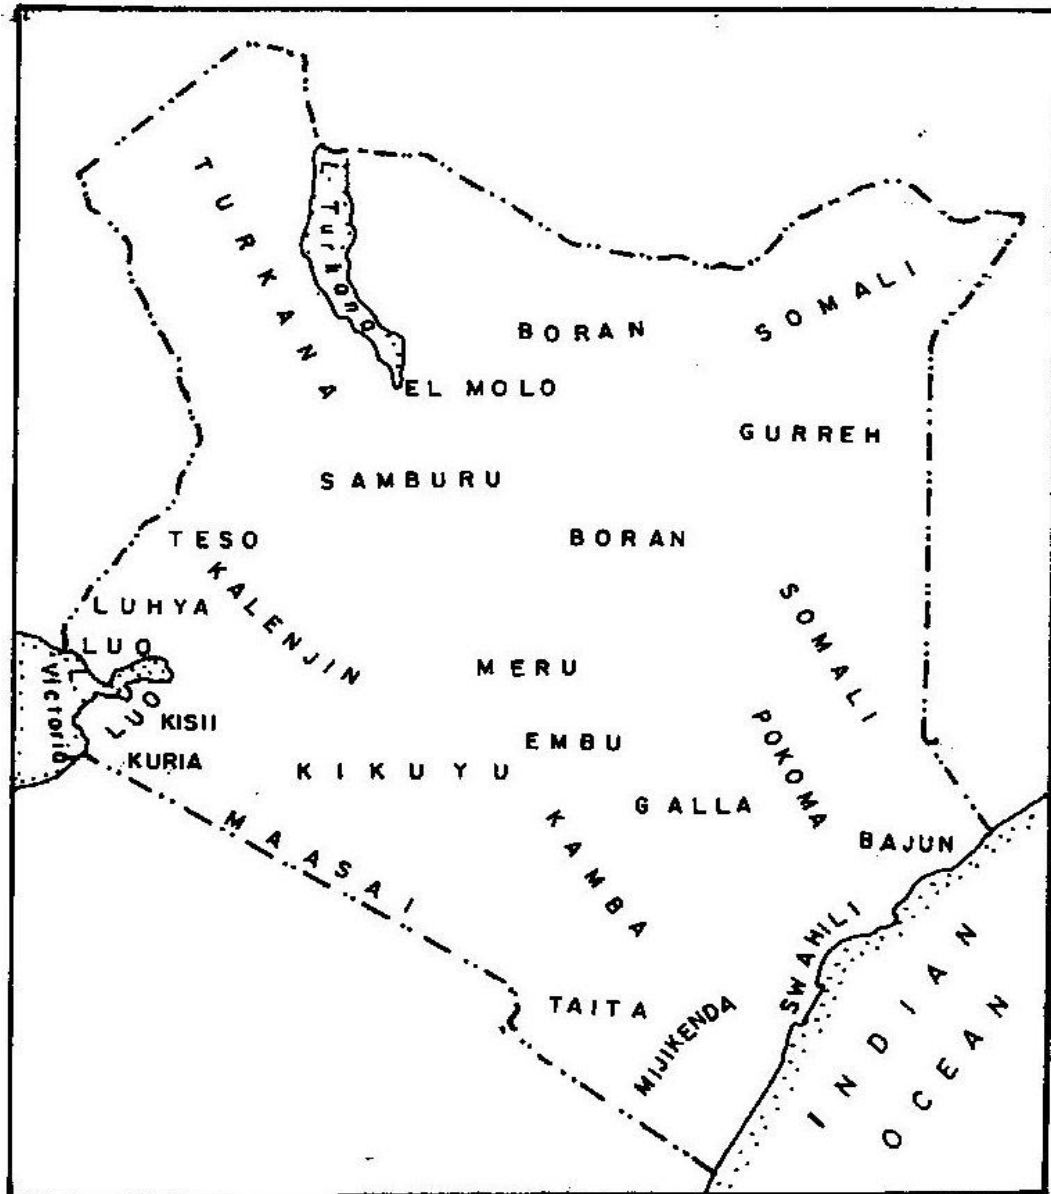 TURKANA
L. Turkana
BORAN
SOMALI
EL MOLO
GURREH
SAMBURU
TESO
BORAN
KALENJIN
LUHYA
SOMALI
LUO
L. Victoria
MERU
LUO
KISII
POKOMA
EMBU
KURIA
KIKUYU
GALLA
MAASAI
KAMBA
BAJUN
SWAHILI
TAITA
MIJIKENDA
INDIAN
OCEAN